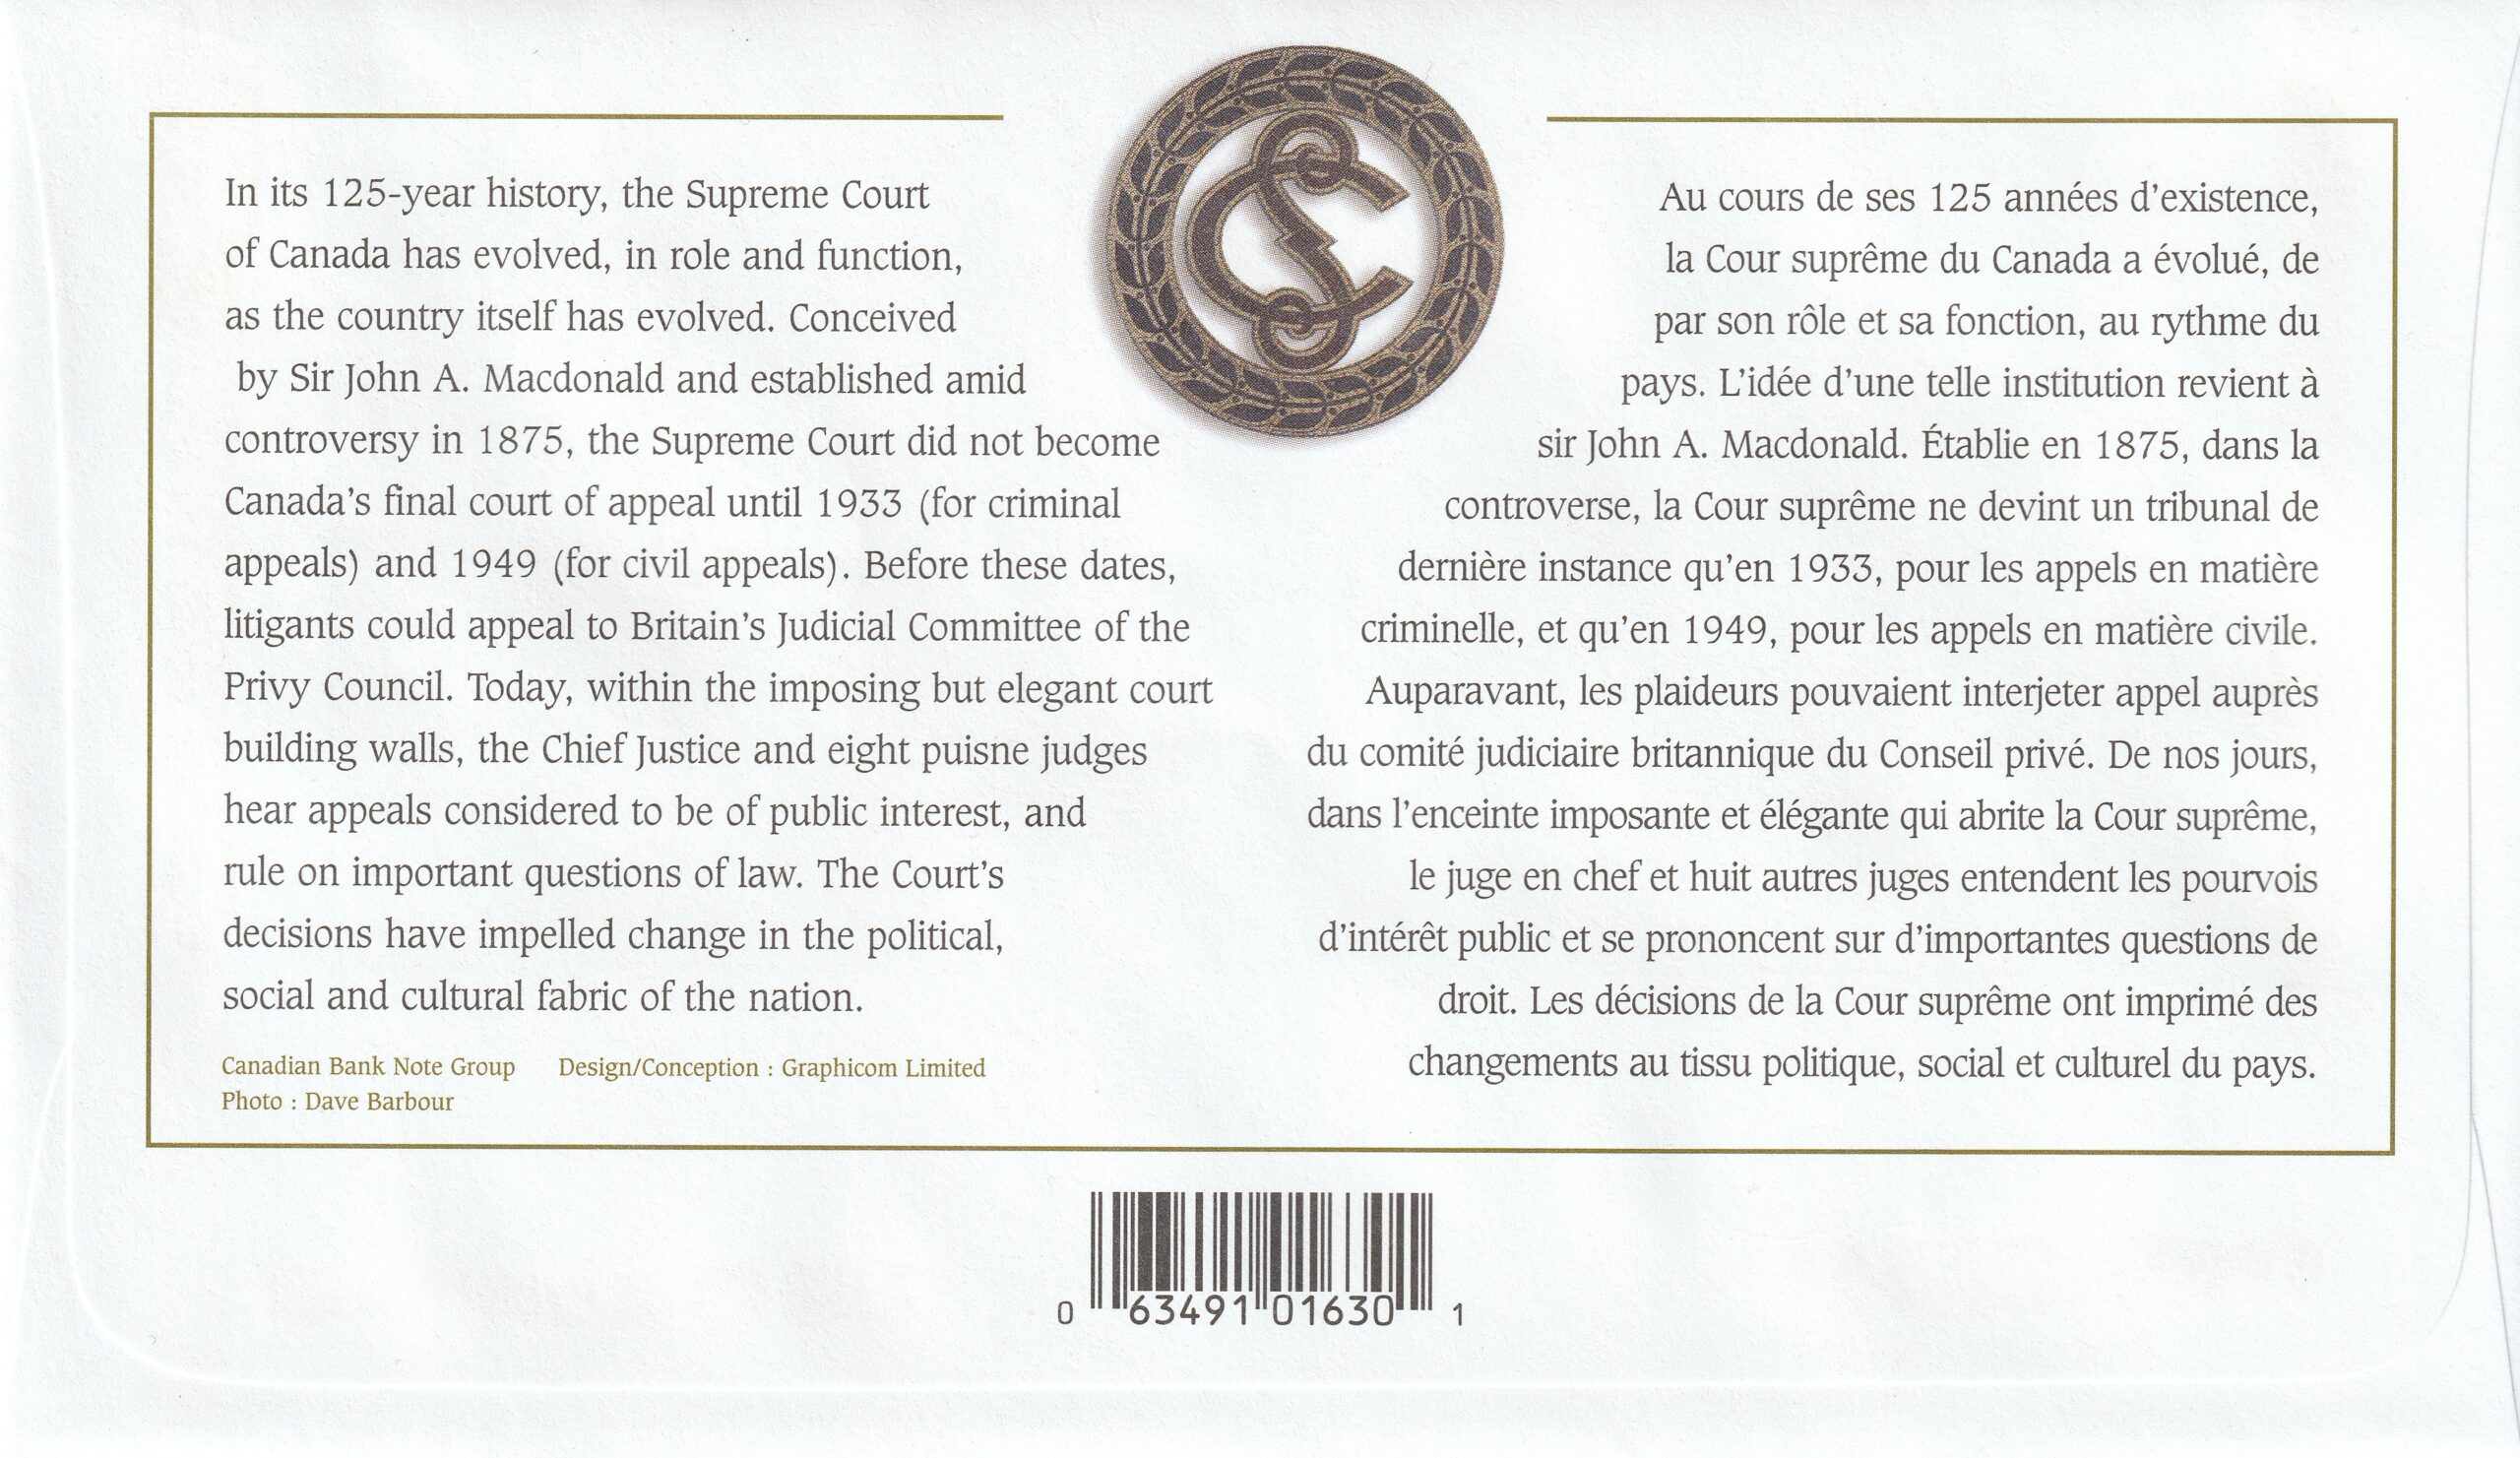 In its 125-year history, the Supreme Court
of Canada has evolved, in role and function,
as the country itself has evolved. Conceived
by Sir John A. Macdonald and established amid
controversy in 1875, the Supreme Court did not become
Canada's final court of appeal until 1933 (for criminal
appeals) and 1949 (for civil appeals). Before these dates,
litigants could appeal to Britain's Judicial Committee of the
Privy Council. Today, within the imposing but elegant court
building walls, the Chief Justice and eight puisne judges
hear appeals considered to be of public interest, and
rule on important questions of law. The Court's
decisions have impelled change in the political,
social and cultural fabric of the nation.
Canadian Bank Note Group Design/Conception : Graphicom Limited
Photo : Dave Barbour
SC
Au cours de ses 125 années d'existence,
la Cour suprême du Canada a évolué, de
par son rôle et sa fonction, au rythme du
pays. L'idée d'une telle institution revient à
sir John A. Macdonald. Établie en 1875, dans la
controverse, la Cour suprême ne devint un tribunal de
dernière instance qu'en 1933, pour les appels en matière
criminelle, et qu'en 1949, pour les appels en matière civile.
Auparavant, les plaideurs pouvaient interjeter appel auprès
du comité judiciaire britannique du Conseil privé. De nos jours,
dans l'enceinte imposante et élégante qui abrite la Cour suprême,
le juge en chef et huit autres juges entendent les pourvois
d'intérêt public et se prononcent sur d'importantes questions de
droit. Les décisions de la Cour suprême ont imprimé des
changements au tissu politique, social et culturel du pays.
0 63491 01630 1